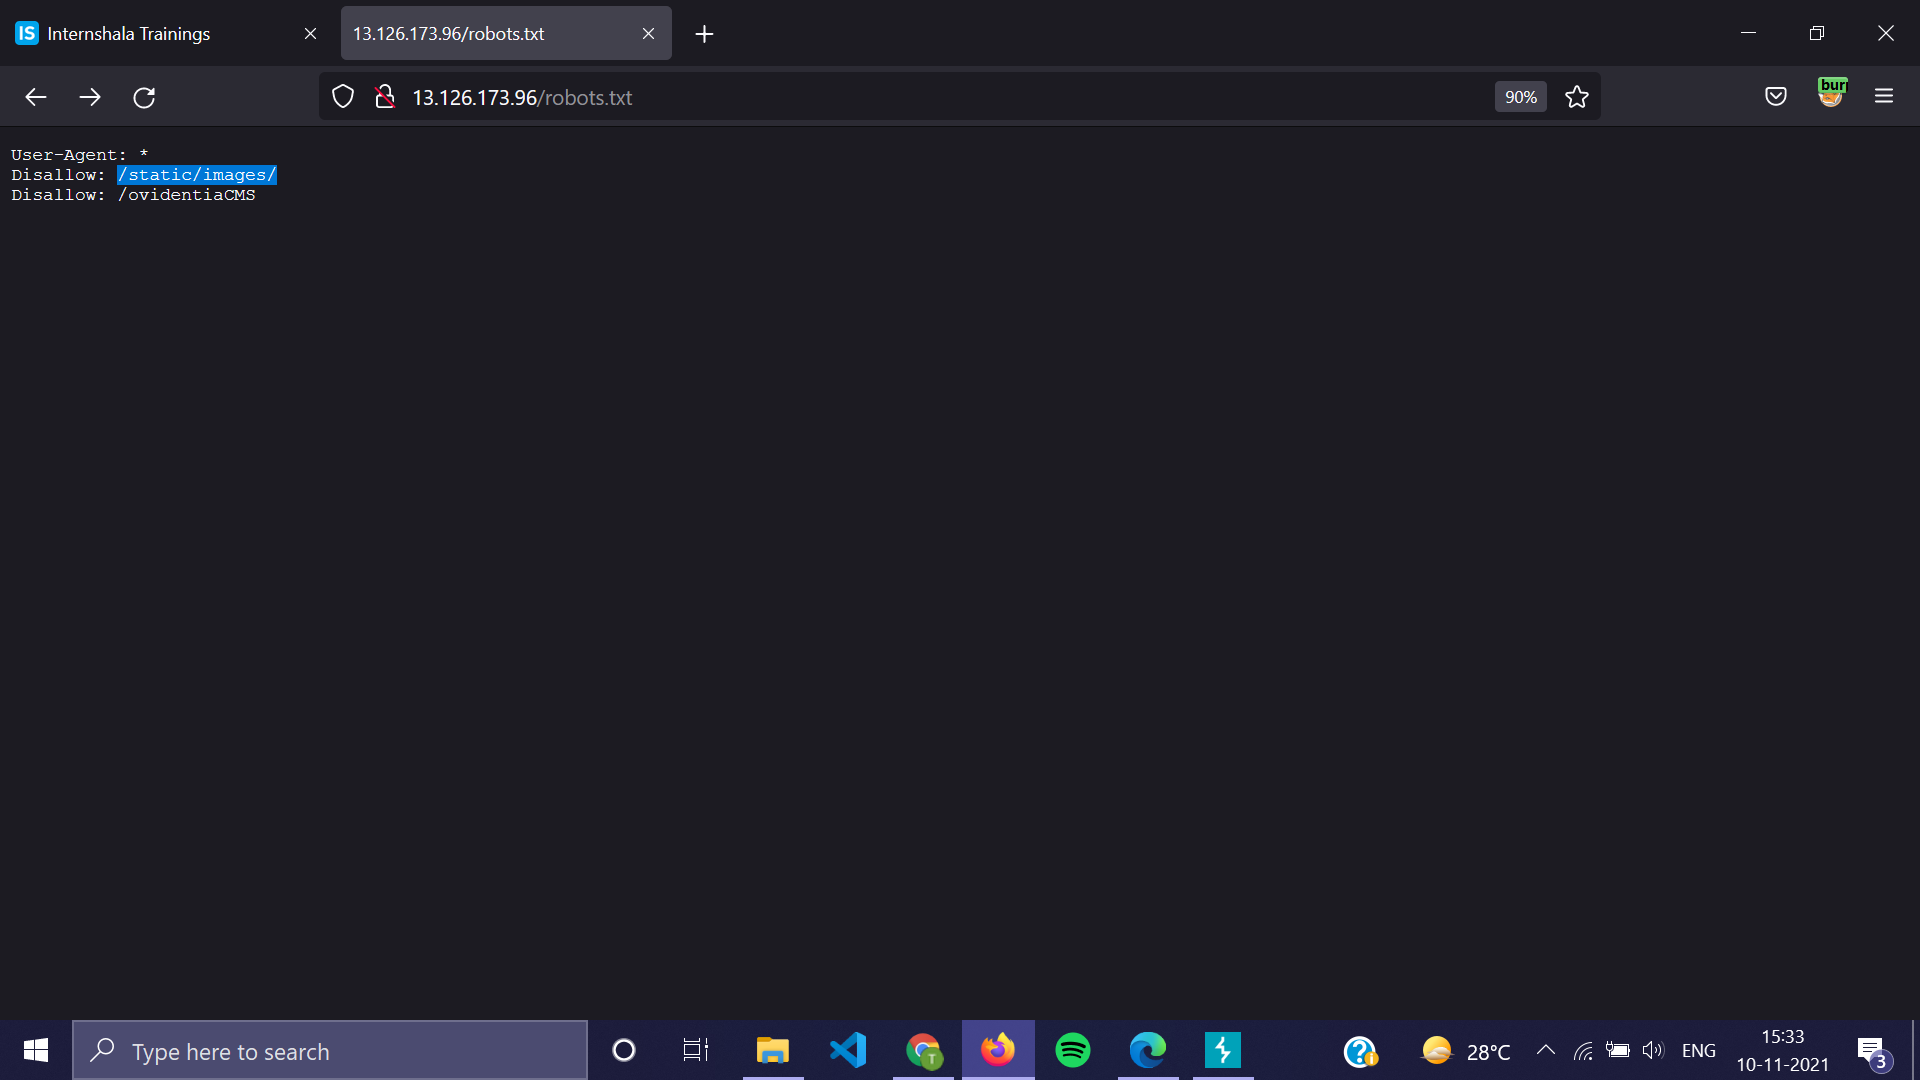 IS Internshala Trainings
13.126.173.96/robots.txt
13.126.173.96/robots.txt
90%
bur
User-Agent: *
Disallow: /static/images/
Disallow: /ovidentiaCMS
Type here to search
T
28°C
ENG
15:33
10-11-2021
3